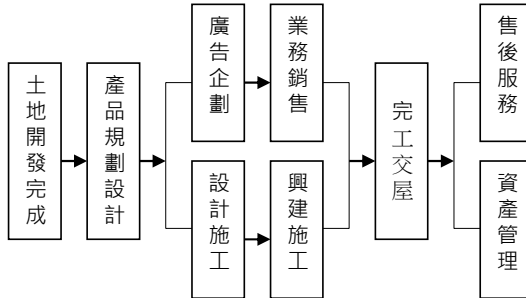 土地開發完成
產品規劃設計
廣告企劃
業務銷售
設計施工
興建施工
完工交屋
售後服務
資產管理